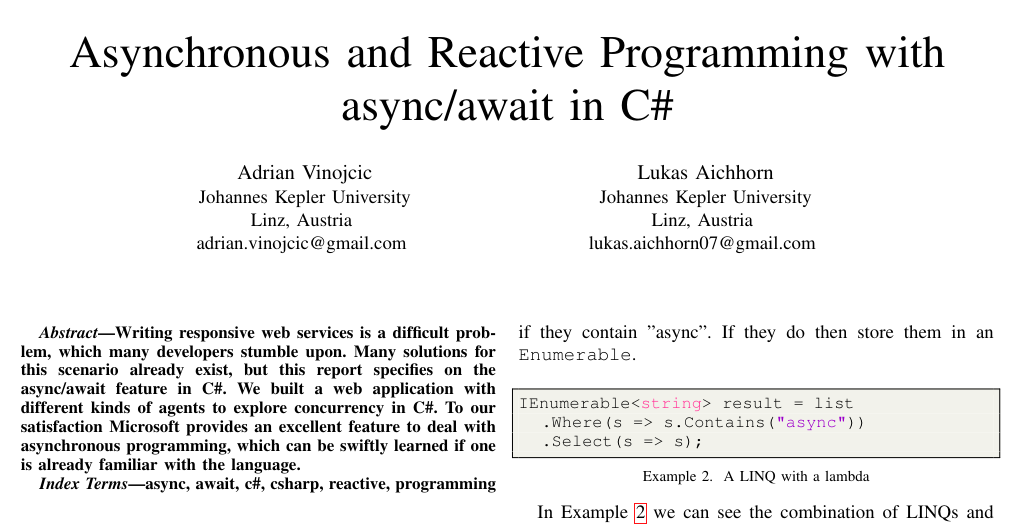 Asynchronous and Reactive Programming with
async/await in C#
Adrian Vinojcic
Johannes Kepler University
Linz, Austria
adrian.vinojcic@gmail.com
Lukas Aichhorn
Johannes Kepler University
Linz, Austria
lukas.aichhorn07@gmail.com
Abstract—Writing responsive web services is a difficult prob-
lem, which many developers stumble upon. Many solutions for
this scenario already exist, but this report specifies on the
async/await feature in C#. We built a web application with
different kinds of agents to explore concurrency in C#. To our
satisfaction Microsoft provides an excellent feature to deal with
asynchronous programming, which can be swiftly learned if one
is already familiar with the language.
Index Terms—async, await, c#, csharp, reactive, programming
if they contain ”async”. If they do then store them in an
Enumerable.
IEnumerable<string> result = list
.Where(s => s.Contains("async"))
.Select(s => s);
Example 2. A LINQ with a lambda
In Example 2 we can see the combination of LINQs and